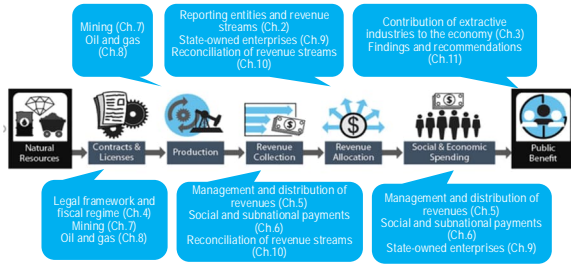 Mining (Ch.7)
Oil and gas
(Ch.8)
Reporting entities and revenue
streams (Ch.2)
State-owned enterprises (Ch.9)
Reconciliation of revenue streams
(Ch.10)
Contribution of extractive
industries to the economy (Ch.3)
Findings and recommendations
(Ch.11)
Natural
Resources
Contracts &
Licenses
Production
Revenue
Collection
Revenue
Allocation
Social & Economic
Spending
Public
Benefit
Legal framework and
fiscal regime (Ch.4)
Mining (Ch.7)
Oil and gas (Ch.8)
Management and distribution of
revenues (Ch.5)
Social and subnational payments
(Ch.6)
Reconciliation of revenue streams
(Ch.10)
Management and distribution of
revenues (Ch.5)
Social and subnational payments
(Ch.6)
State-owned enterprises (Ch.9)